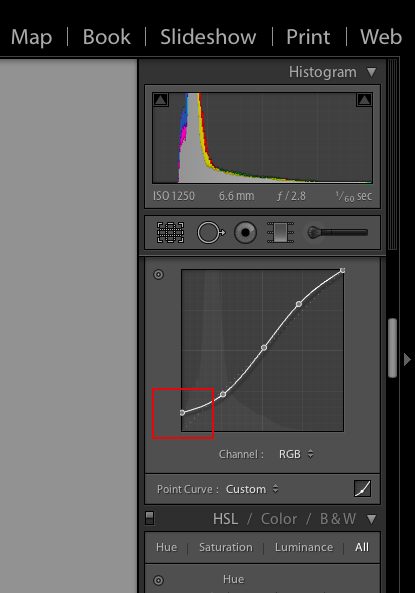 Map | Book | Slideshow | Print | Web
Histogram
ISO 1250 6.6 mm ƒ / 2.8 1/60 sec
Channel : RGB
Point Curve : Custom
HSL / Color / B & W
Hue | Saturation | Luminance | All
Hue